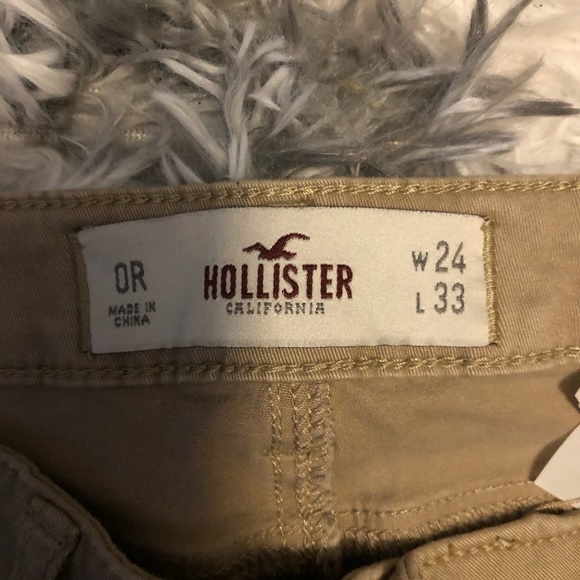 0R
MADE IN
CHINA
HOLLISTER
CALIFORNIA
W 24
L 33